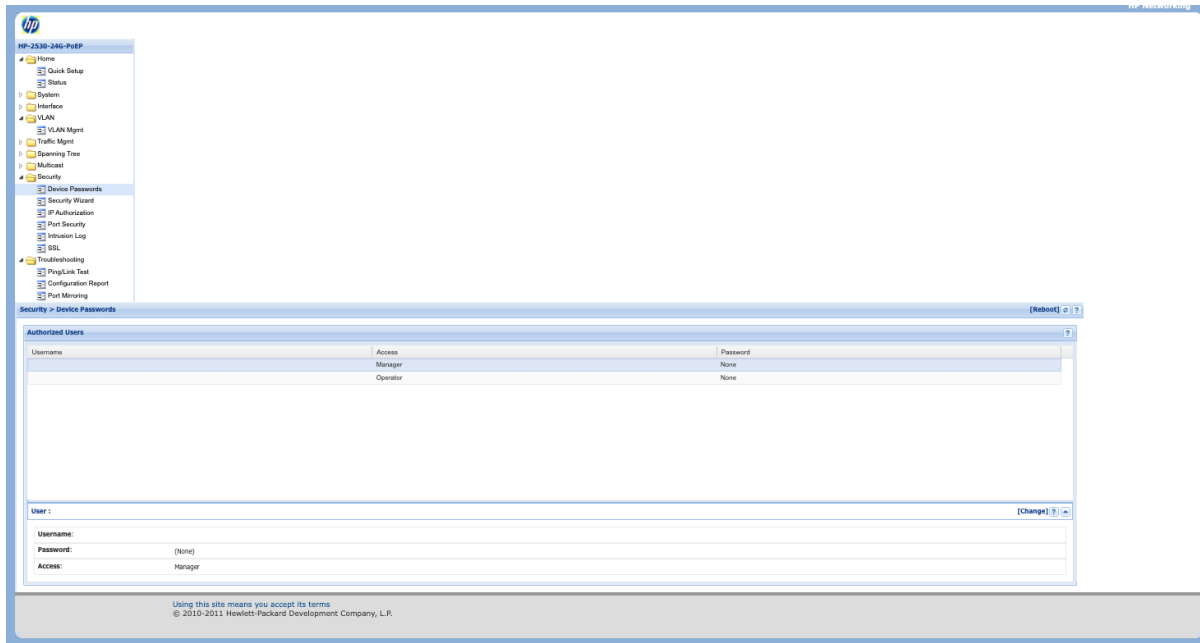 HP Networking
hp
HP-2530-24G-PoEP
Home
Quick Setup
Status
System
Interface
VLAN
VLAN Mgmt
Traffic Mgmt
Spanning Tree
Multicast
Security
Device Passwords
Security Wizard
IP Authorization
Port Security
Intrusion Log
SSL
Troubleshooting
Ping/Link Test
Configuration Report
Port Mirroring
Security > Device Passwords [Reboot] ?
Authorized Users ?
Username Access Password
Manager None
Operator None
User : [Change] ?
Username:
Password: (None)
Access: Manager
Using this site means you accept its terms
© 2010-2011 Hewlett-Packard Development Company, L.P.